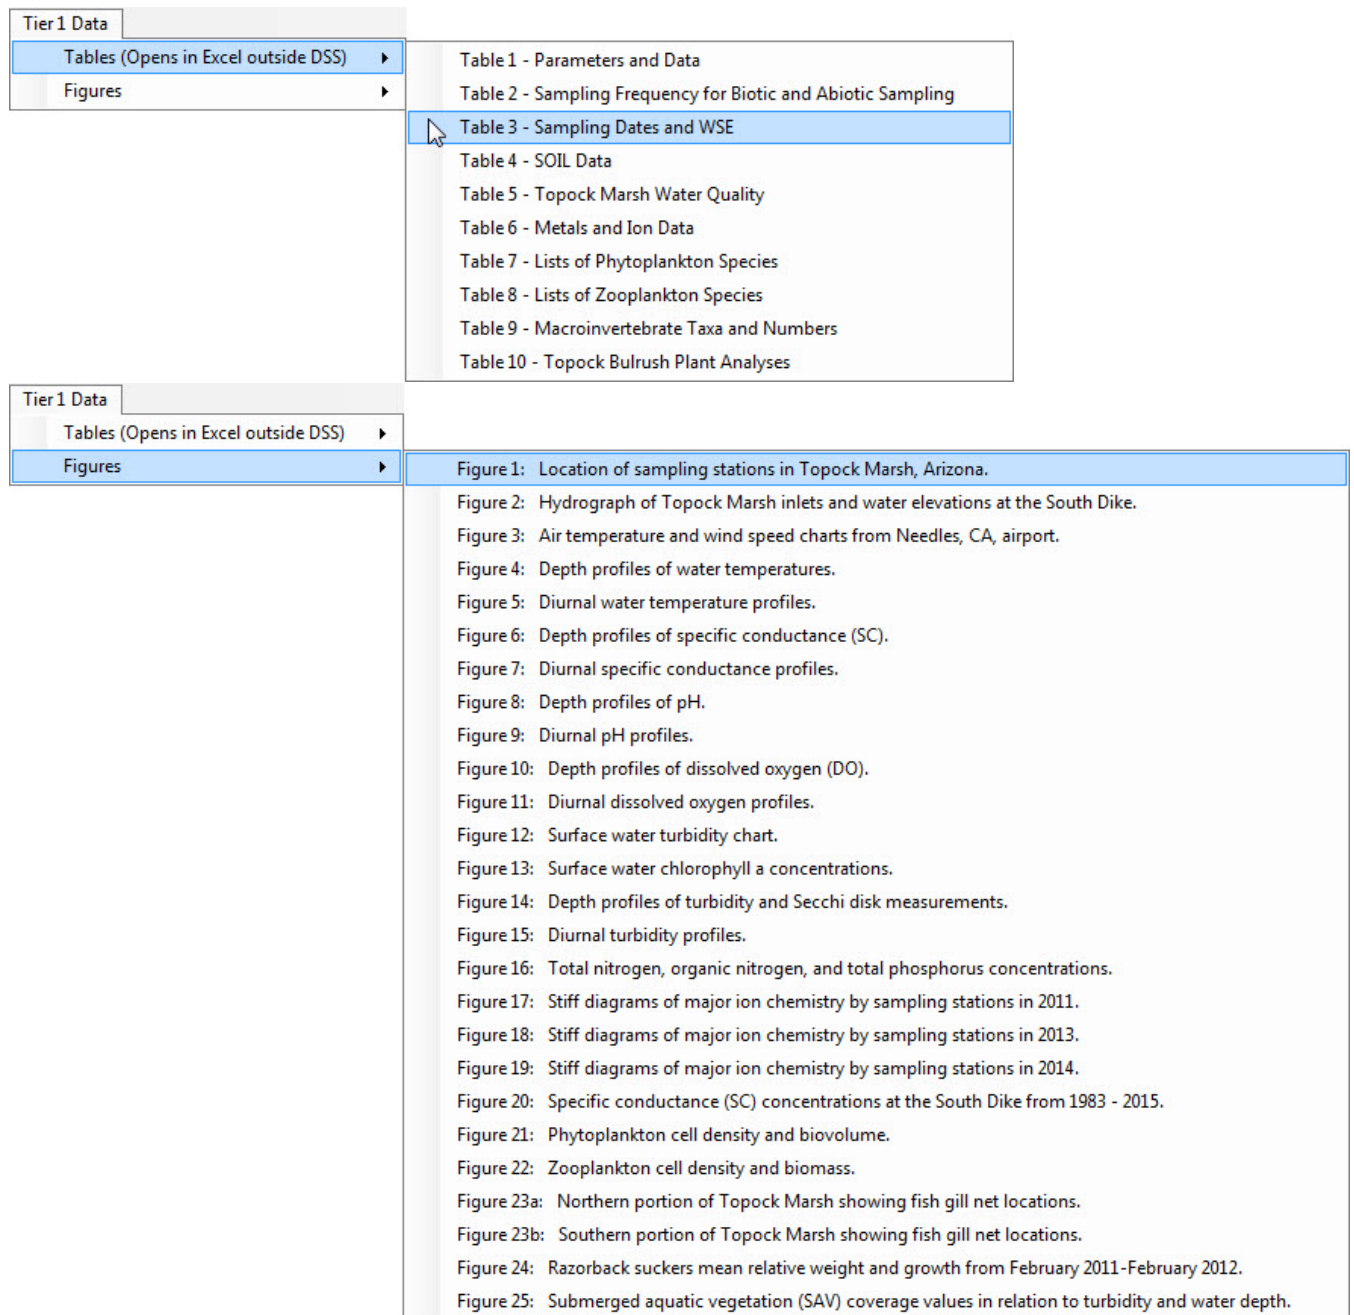 Tier 1 Data
Tables (Opens in Excel outside DSS)
Figures
Table 1 - Parameters and Data
Table 2 - Sampling Frequency for Biotic and Abiotic Sampling
Table 3 - Sampling Dates and WSE
Table 4 - SOIL Data
Table 5 - Topock Marsh Water Quality
Table 6 - Metals and Ion Data
Table 7 - Lists of Phytoplankton Species
Table 8 - Lists of Zooplankton Species
Table 9 - Macroinvertebrate Taxa and Numbers
Table 10 - Topock Bulrush Plant Analyses
Tier 1 Data
Tables (Opens in Excel outside DSS)
Figures
Figure 1: Location of sampling stations in Topock Marsh, Arizona.
Figure 2: Hydrograph of Topock Marsh inlets and water elevations at the South Dike.
Figure 3: Air temperature and wind speed charts from Needles, CA, airport.
Figure 4: Depth profiles of water temperatures.
Figure 5: Diurnal water temperature profiles.
Figure 6: Depth profiles of specific conductance (SC).
Figure 7: Diurnal specific conductance profiles.
Figure 8: Depth profiles of pH.
Figure 9: Diurnal pH profiles.
Figure 10: Depth profiles of dissolved oxygen (DO).
Figure 11: Diurnal dissolved oxygen profiles.
Figure 12: Surface water turbidity chart.
Figure 13: Surface water chlorophyll a concentrations.
Figure 14: Depth profiles of turbidity and Secchi disk measurements.
Figure 15: Diurnal turbidity profiles.
Figure 16: Total nitrogen, organic nitrogen, and total phosphorus concentrations.
Figure 17: Stiff diagrams of major ion chemistry by sampling stations in 2011.
Figure 18: Stiff diagrams of major ion chemistry by sampling stations in 2013.
Figure 19: Stiff diagrams of major ion chemistry by sampling stations in 2014.
Figure 20: Specific conductance (SC) concentrations at the South Dike from 1983 - 2015.
Figure 21: Phytoplankton cell density and biovolume.
Figure 22: Zooplankton cell density and biomass.
Figure 23a: Northern portion of Topock Marsh showing fish gill net locations.
Figure 23b: Southern portion of Topock Marsh showing fish gill net locations.
Figure 24: Razorback suckers mean relative weight and growth from February 2011-February 2012.
Figure 25: Submerged aquatic vegetation (SAV) coverage values in relation to turbidity and water depth.